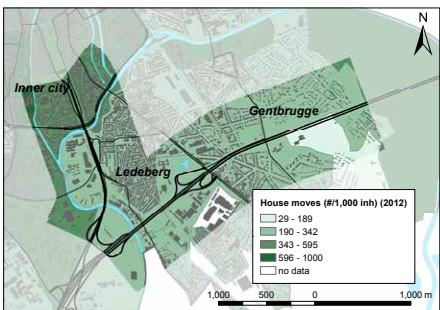 N
Inner city
Gentbrugge
Ledeberg
House moves (#/1,000 inh) (2012)
29 - 189
190 - 342
343 - 595
596 - 1000
no data
1,000 500 0 1,000 m